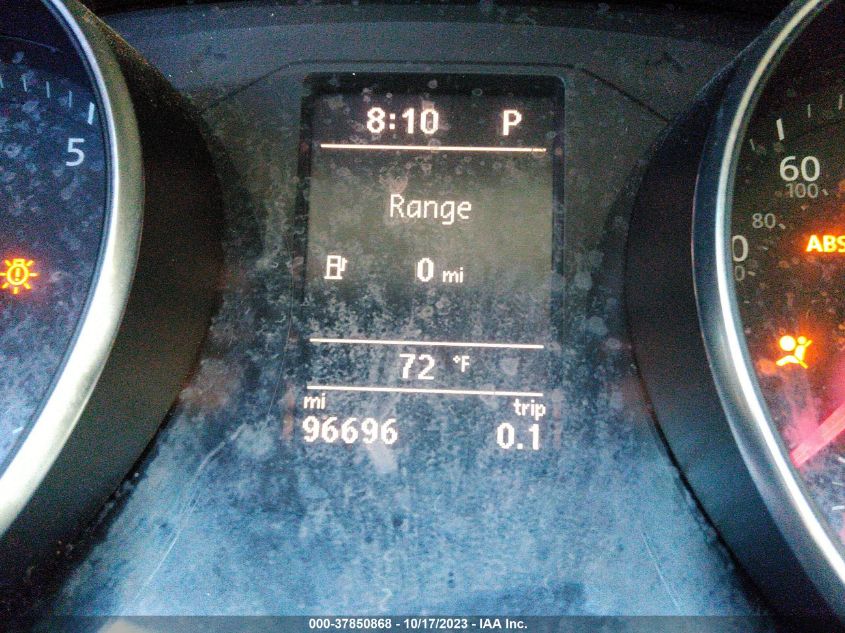 8:10 P
5
60
100
Range
80
0
ABS
0 mi
72 °F
mi trip
96696 0.1
000-37850868 - 10/17/2023 - IAA Inc.